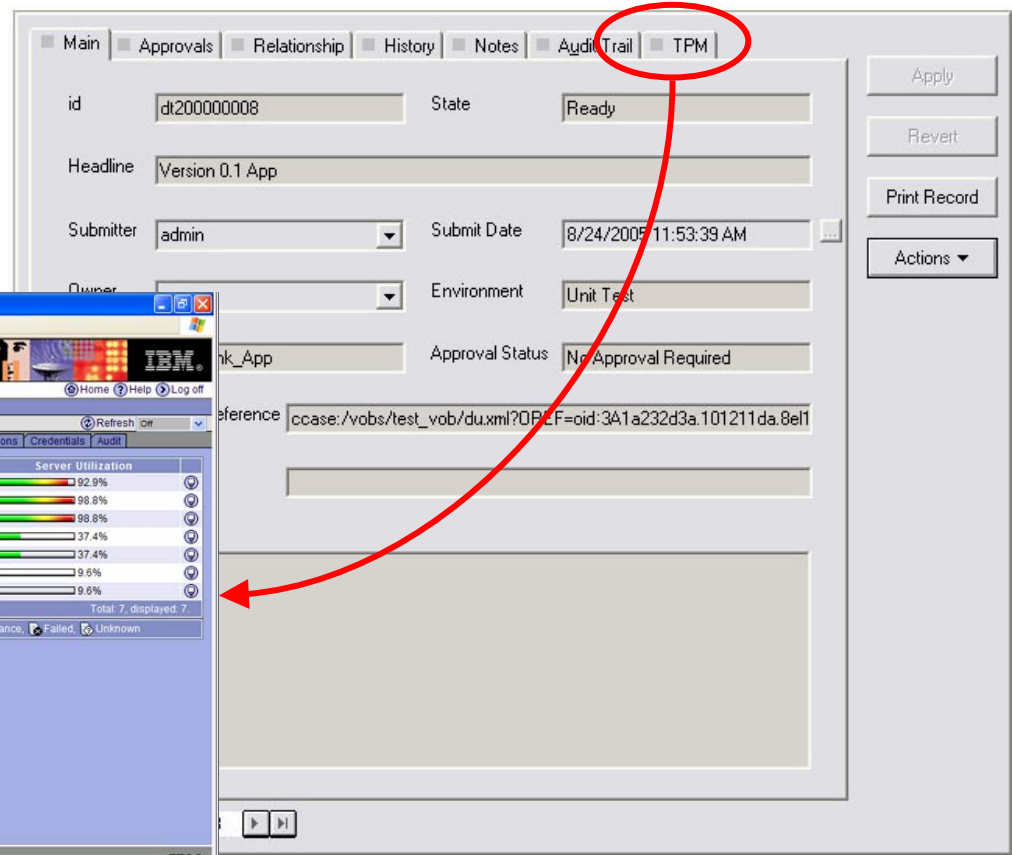 Main Approvals Relationship History Notes Audit Trail TPM
id dt200000008 State Ready
Headline Version 0.1 App
Submitter admin Submit Date 8/24/2005 11:53:39 AM ...
Owner Environment Unit Test
nk_App Approval Status No Approval Required
eference ccase:/vobs/test_vob/du.xml?OREF=oid:3A1a232d3a.101211da.8el1
Apply
Revert
Print Record
Actions
IBM
Home Help Log off
Refresh Off
ons Credentials Audit
Server Utilization
92.9%
98.8%
98.8%
37.4%
37.4%
9.6%
9.6%
Total: 7, displayed: 7.
ance, Failed, Unknown